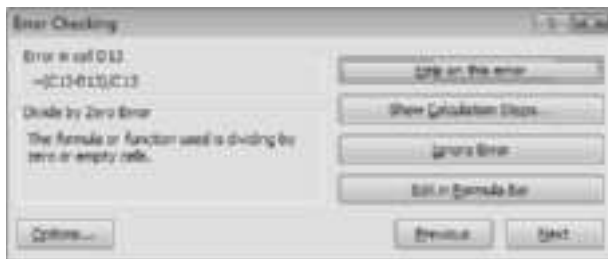 Error Checking
Error in cell D13
=(C13-B13)/C13
Help on this error
Divide by Zero Error
Show Calculation Steps...
The formula or function used is dividing by
zero or empty cells.
Ignore Error
Edit in Formula Bar
Options...
Previous
Next